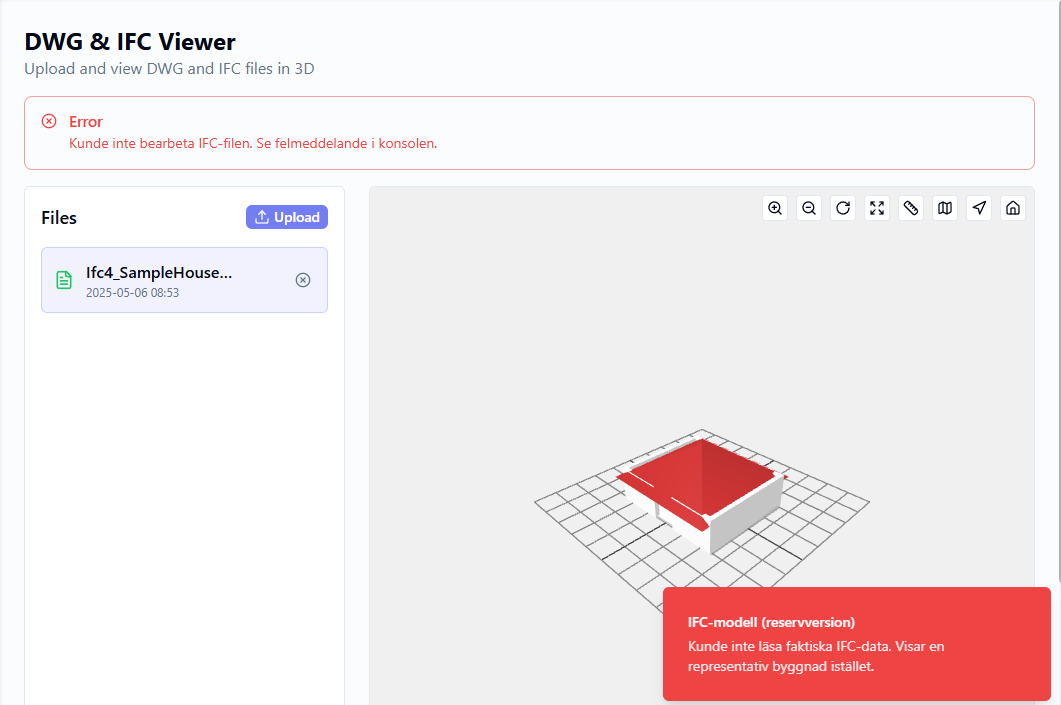 DWG & IFC Viewer
Upload and view DWG and IFC files in 3D
Error
Kunde inte bearbeta IFC-filen. Se felmeddelande i konsolen.
Files
Upload
Ifc4_SampleHouse...
2025-05-06 08:53
IFC-modell (reservversion)
Kunde inte läsa faktiska IFC-data. Visar en
representativ byggnad istället.